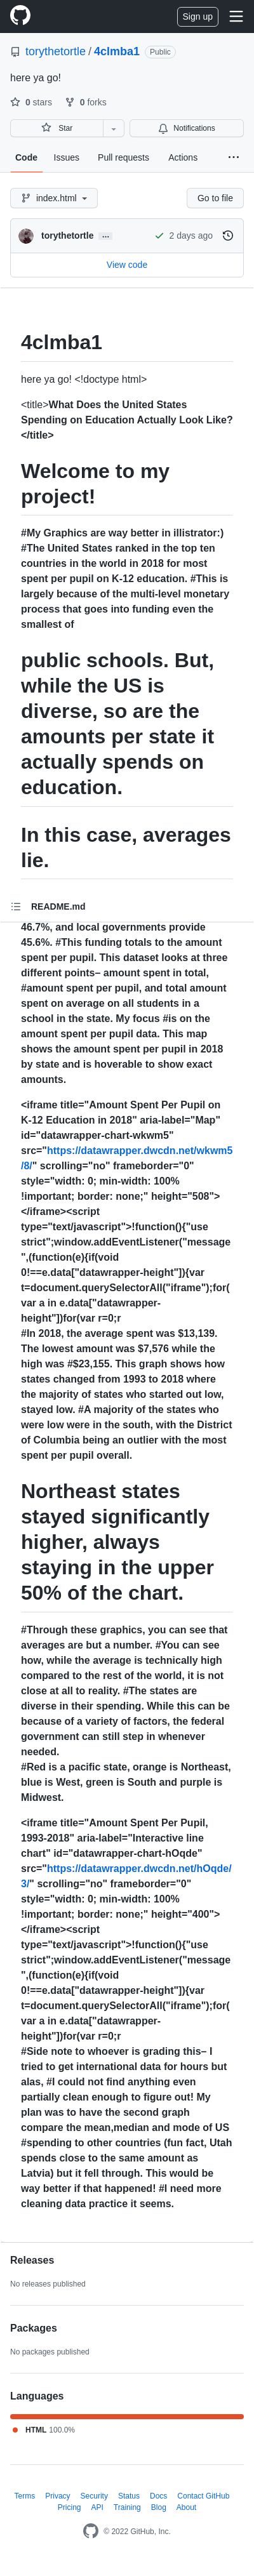 Sign up
torythetortle / 4clmba1 Public
here ya go!
0 stars 0 forks
Star Notifications
Code Issues Pull requests Actions
index.html Go to file
torythetortle ... 2 days ago
View code
4clmba1
here ya go! <!doctype html>
<title>What Does the United States
Spending on Education Actually Look Like?
</title>
Welcome to my
project!
#My Graphics are way better in illistrator:)
#The United States ranked in the top ten
countries in the world in 2018 for most
spent per pupil on K-12 education. #This is
largely because of the multi-level monetary
process that goes into funding even the
smallest of
public schools. But,
while the US is
diverse, so are the
amounts per state it
actually spends on
education.
In this case, averages
lie.
README.md
46.7%, and local governments provide
45.6%. #This funding totals to the amount
spent per pupil. This dataset looks at three
different points– amount spent in total,
#amount spent per pupil, and total amount
spent on average on all students in a
school in the state. My focus #is on the
amount spent per pupil data. This map
shows the amount spent per pupil in 2018
by state and is hoverable to show exact
amounts.
<iframe title="Amount Spent Per Pupil on
K-12 Education in 2018" aria-label="Map"
id="datawrapper-chart-wkwm5"
src="https://datawrapper.dwcdn.net/wkwm5
/8/" scrolling="no" frameborder="0"
style="width: 0; min-width: 100%
!important; border: none;" height="508">
</iframe><script
type="text/javascript">!function(){"use
strict";window.addEventListener("message
",(function(e){if(void
0!==e.data["datawrapper-height"]){var
t=document.querySelectorAll("iframe");for(
var a in e.data["datawrapper-
height"])for(var r=0;r
#In 2018, the average spent was $13,139.
The lowest amount was $7,576 while the
high was #$23,155. This graph shows how
states changed from 1993 to 2018 where
the majority of states who started out low,
stayed low. #A majority of the states who
were low were in the south, with the District
of Columbia being an outlier with the most
spent per pupil overall.
Northeast states
stayed significantly
higher, always
staying in the upper
50% of the chart.
#Through these graphics, you can see that
averages are but a number. #You can see
how, while the average is technically high
compared to the rest of the world, it is not
close at all to reality. #The states are
diverse in their spending. While this can be
because of a variety of factors, the federal
government can still step in whenever
needed.
#Red is a pacific state, orange is Northeast,
blue is West, green is South and purple is
Midwest.
<iframe title="Amount Spent Per Pupil,
1993-2018" aria-label="Interactive line
chart" id="datawrapper-chart-hOqde"
src="https://datawrapper.dwcdn.net/hOqde/
3/" scrolling="no" frameborder="0"
style="width: 0; min-width: 100%
!important; border: none;" height="400">
</iframe><script
type="text/javascript">!function(){"use
strict";window.addEventListener("message
",(function(e){if(void
0!==e.data["datawrapper-height"]){var
t=document.querySelectorAll("iframe");for(
var a in e.data["datawrapper-
height"])for(var r=0;r
#Side note to whoever is grading this– I
tried to get international data for hours but
alas, #I could not find anything even
partially clean enough to figure out! My
plan was to have the second graph
compare the mean,median and mode of US
#spending to other countries (fun fact, Utah
spends close to the same amount as
Latvia) but it fell through. This would be
way better if that happened! #I need more
cleaning data practice it seems.
Releases
No releases published
Packages
No packages published
Languages
HTML 100.0%
Terms Privacy Security Status Docs Contact GitHub
Pricing API Training Blog About
© 2022 GitHub, Inc.